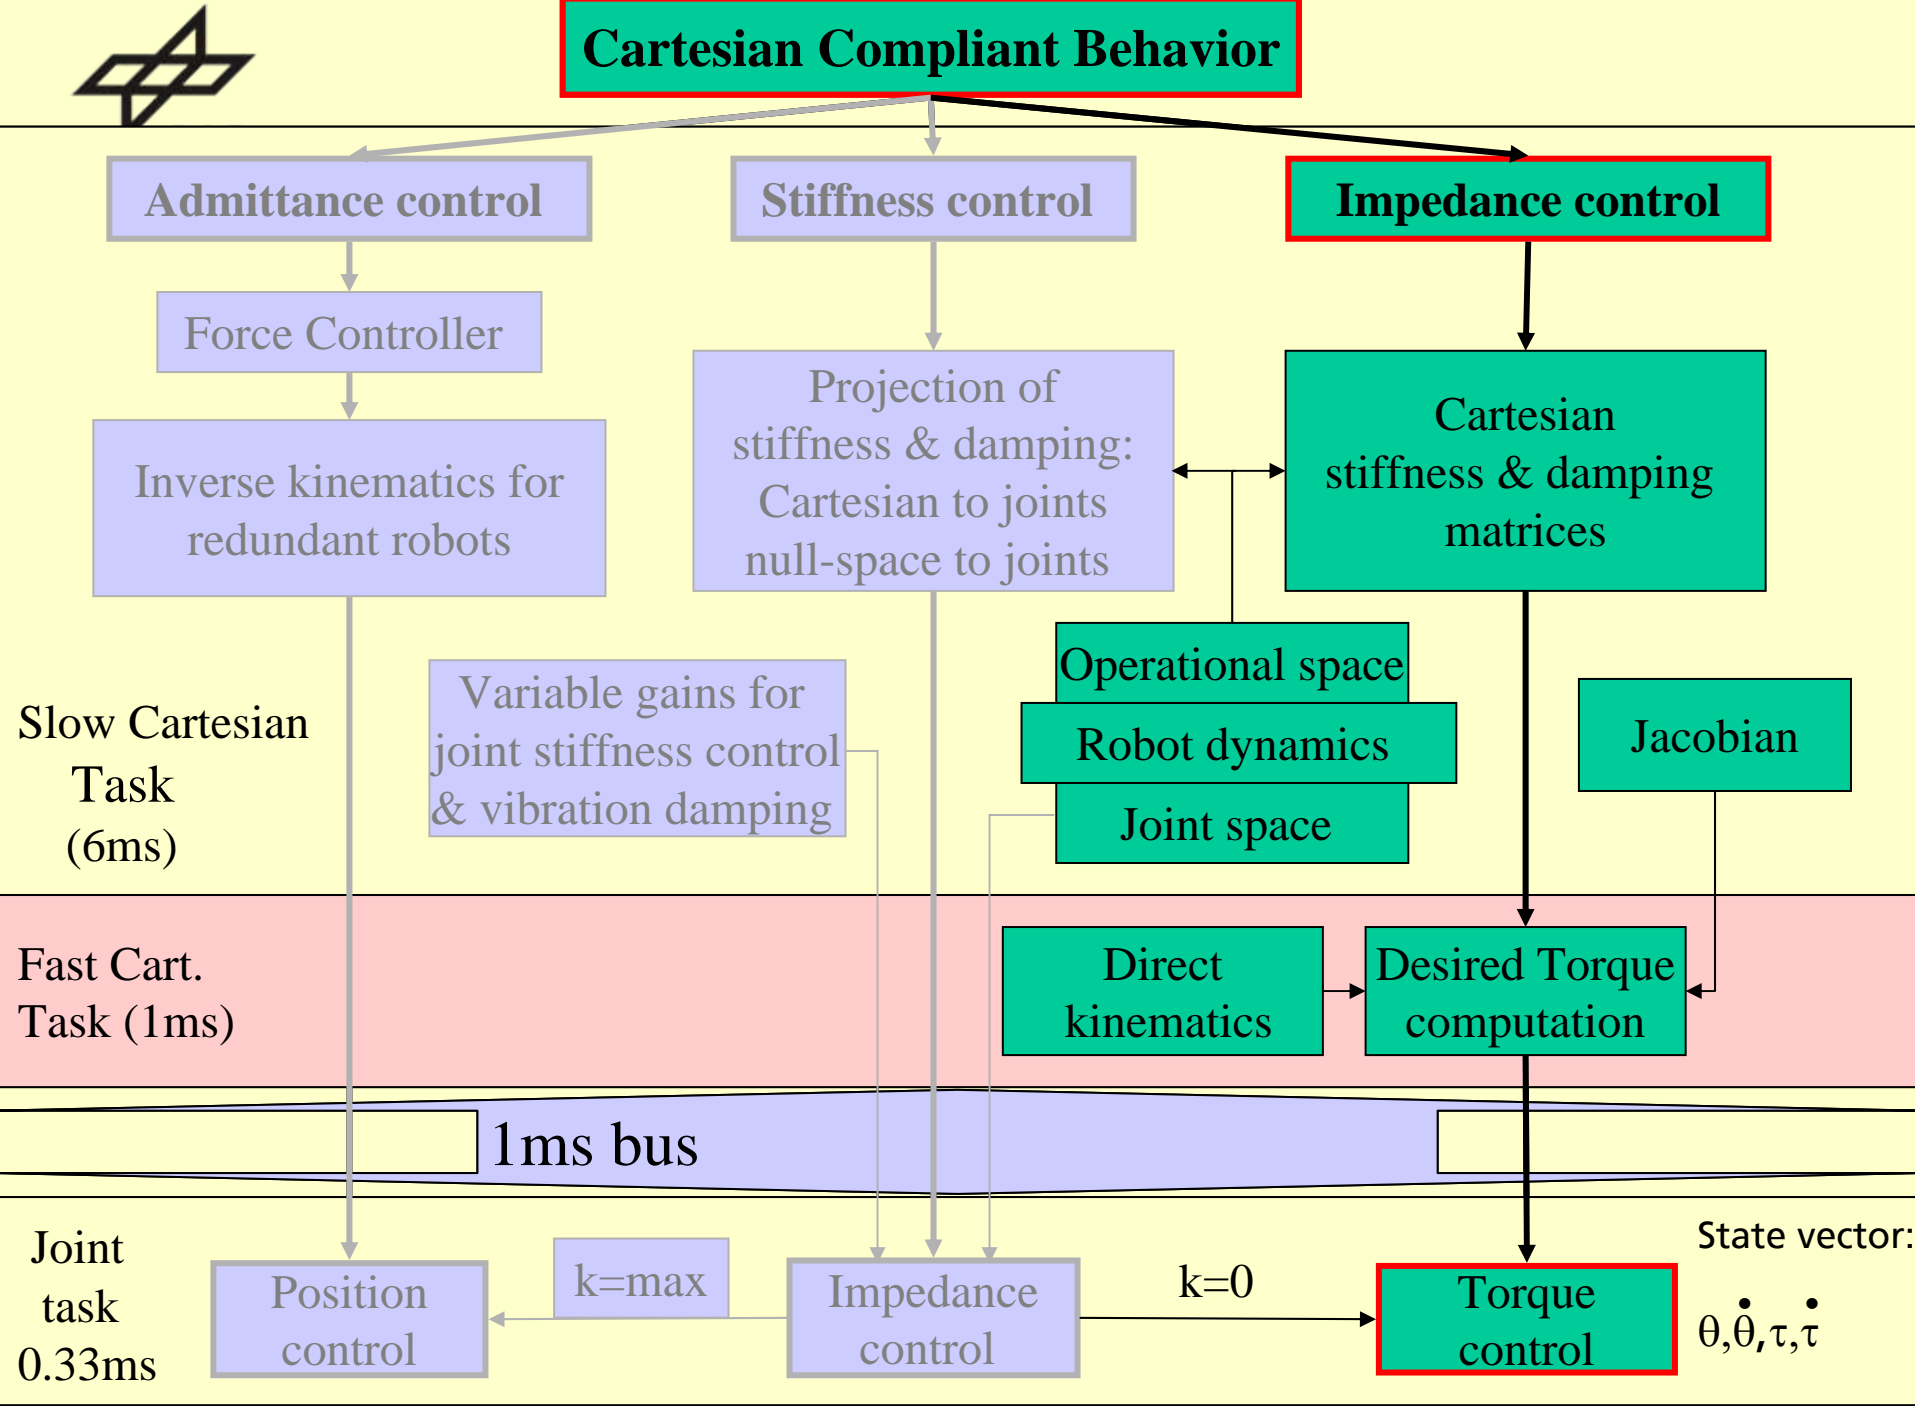 Cartesian Compliant Behavior
Admittance control
Stiffness control
Impedance control
Force Controller
Inverse kinematics for
redundant robots
Projection of
stiffness & damping:
Cartesian to joints
null-space to joints
Cartesian
stiffness & damping
matrices
Slow Cartesian
Task
(6ms)
Variable gains for
joint stiffness control
& vibration damping
Operational space
Robot dynamics
Joint space
Jacobian
Fast Cart.
Task (1ms)
Direct
kinematics
Desired Torque
computation
1ms bus
Joint
task
0.33ms
Position
control
k=max
Impedance
control
k=0
Torque
control
State vector:
θ,θ̇,τ,τ̇